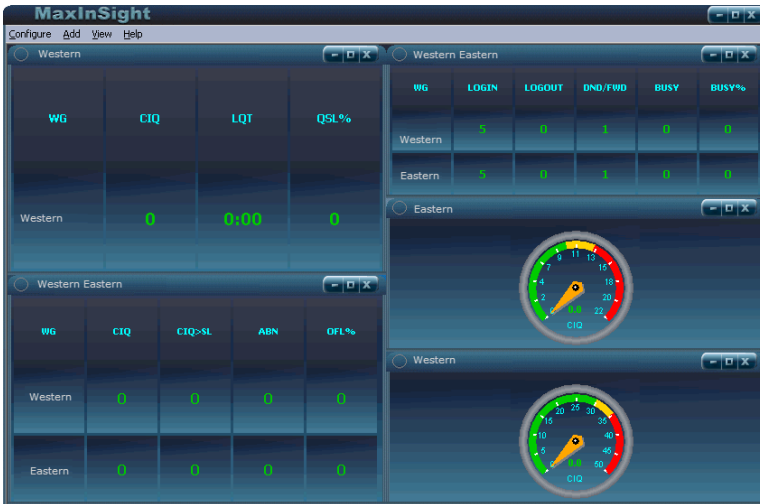 MaxInSight
Configure Add View Help
Western
WG CIQ LQT QSL%
Western 0 0:00 0
Western Eastern
WG CIQ CIQ>SL ABN OFL%
Western 0 0 0 0
Eastern 0 0 0 0
Western Eastern
WG LOGIN LOGOUT DND/FWD BUSY BUSY%
Western 5 0 1 0 0
Eastern 5 0 1 0 0
Eastern
0 2 4 7 9 11 13 15 18 20 22
0.0
CIQ
Western
0 5 10 15 20 25 30 35 40 45 50
0.0
CIQ